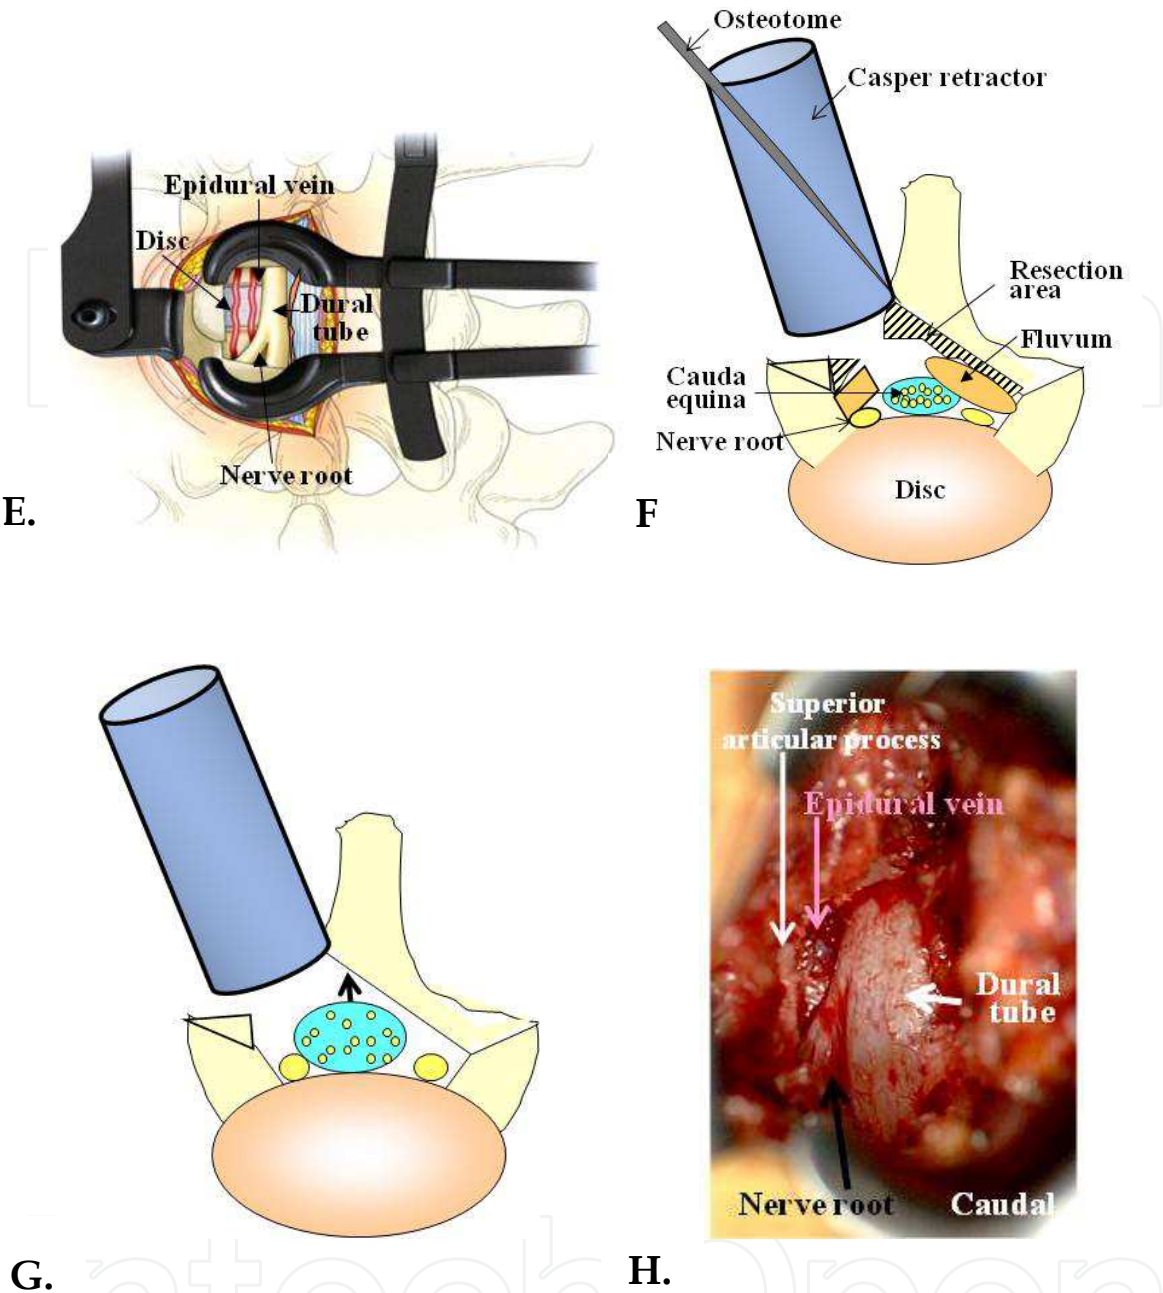 Epidural vein
Disc
Dural
tube
Nerve root
E.
Osteotome
Casper retractor
Resection
area
Fluvum
Cauda
equina
Nerve root
Disc
F
G.
Superior
articular process
Epidural vein
Dural
tube
Nerve root
Caudal
H.